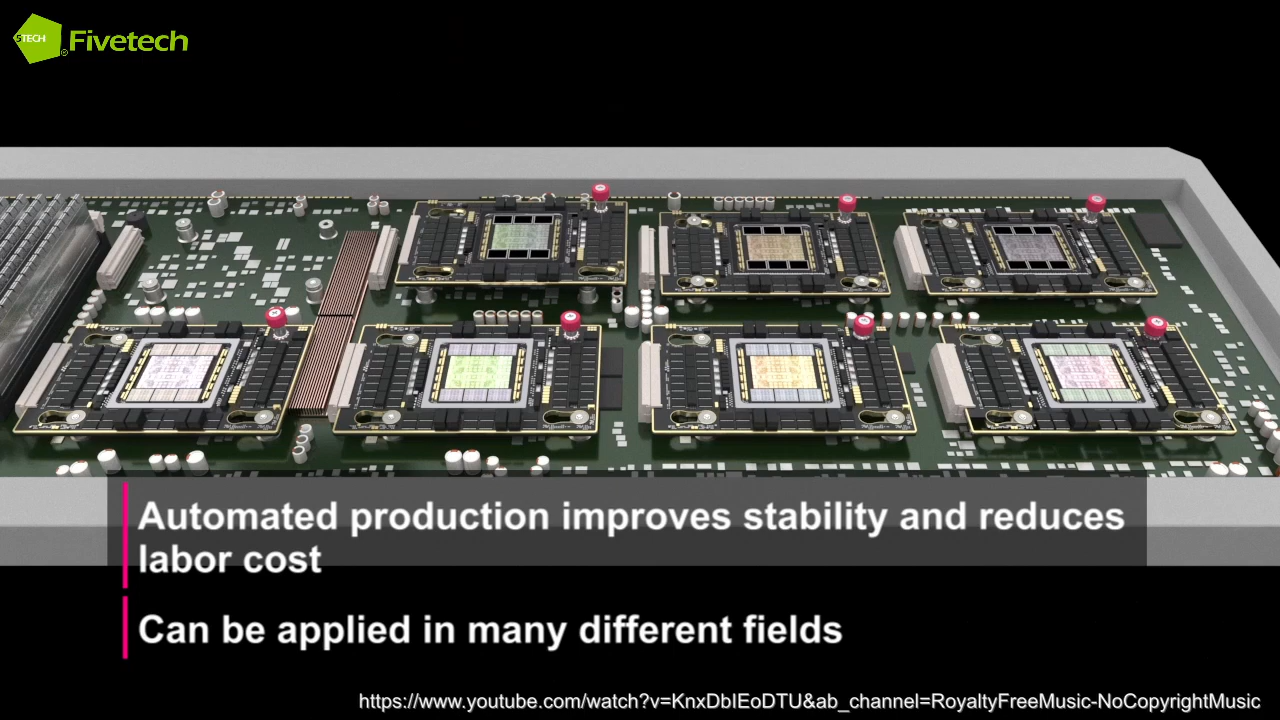 5TECH
® Fivetech
Automated production improves stability and reduces
labor cost
Can be applied in many different fields
https://www.youtube.com/watch?v=KnxDbIEoDTU&ab_channel=RoyaltyFreeMusic-NoCopyrightMusic